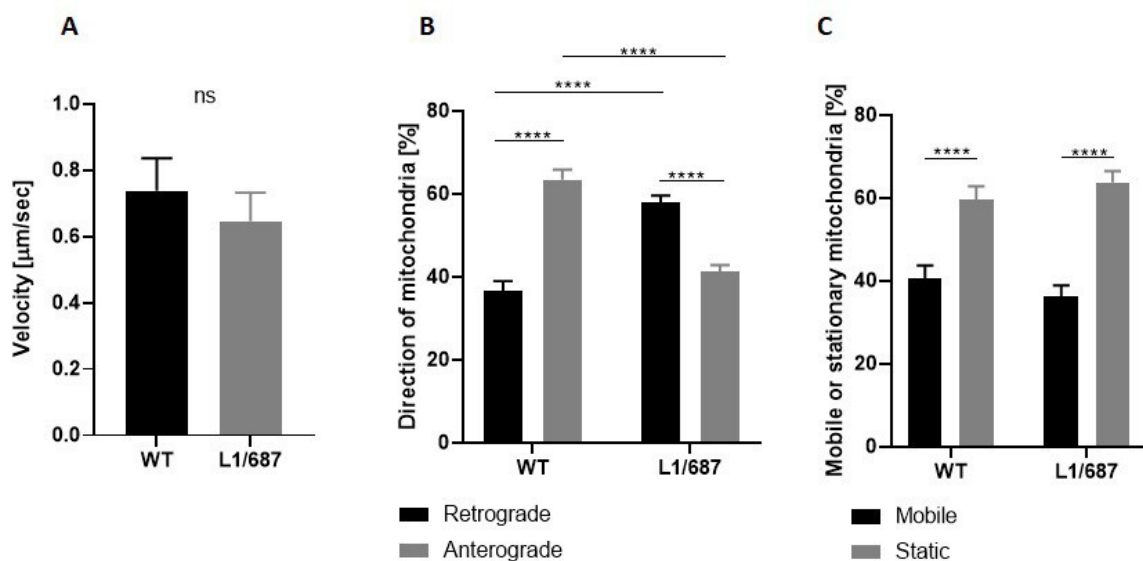 A
ns
Velocity [µm/sec]
1.0
0.8
0.6
0.4
0.2
0.0
WT L1/687
B
****
****
**** ****
Direction of mitochondria [%]
80
60
40
20
0
WT L1/687
Retrograde
Anterograde
C
**** ****
Mobile or stationary mitochondria [%]
80
60
40
20
0
WT L1/687
Mobile
Static